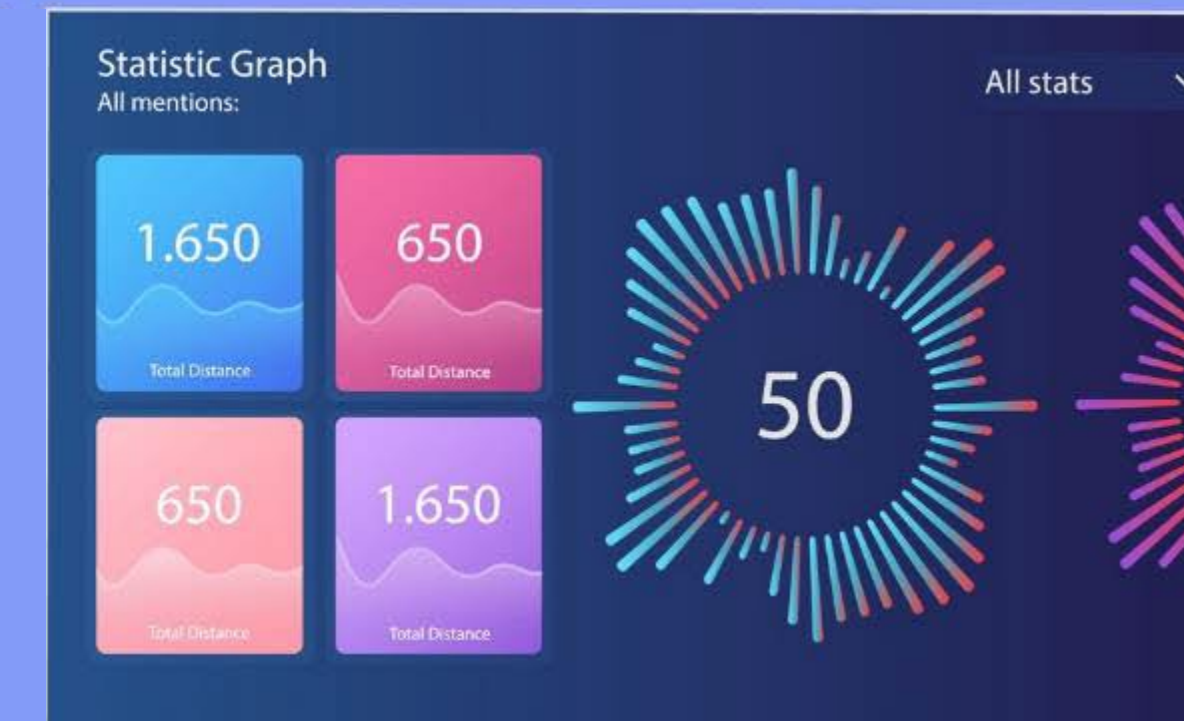 Statistic Graph
All mentions:
All stats
1.650
Total Distance
650
Total Distance
50
650
Total Distance
1.650
Total Distance